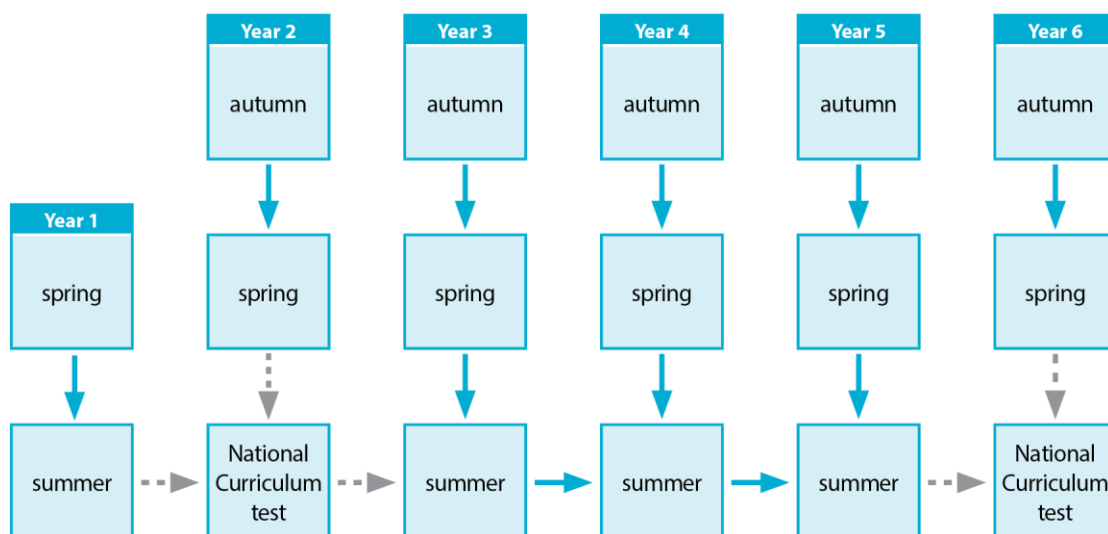 Year 2
Year 3
Year 4
Year 5
Year 6
autumn
autumn
autumn
autumn
autumn
Year 1
spring
spring
spring
spring
spring
spring
summer
National
Curriculum
test
summer
summer
summer
National
Curriculum
test